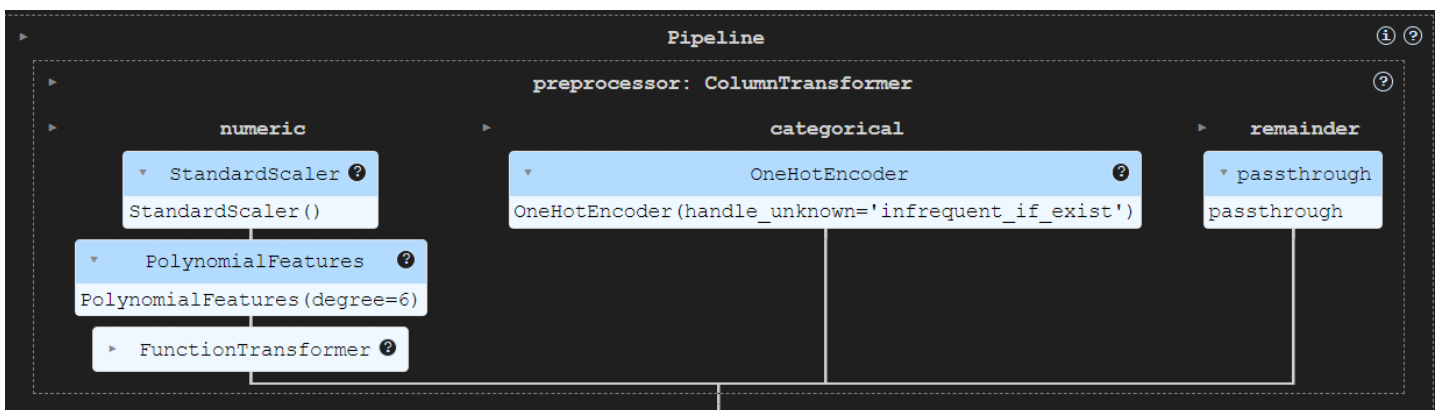 Pipeline
preprocessor: ColumnTransformer
numeric
categorical
remainder
StandardScaler
OneHotEncoder
passthrough
StandardScaler()
OneHotEncoder(handle_unknown='infrequent_if_exist')
passthrough
PolynomialFeatures
PolynomialFeatures(degree=6)
FunctionTransformer